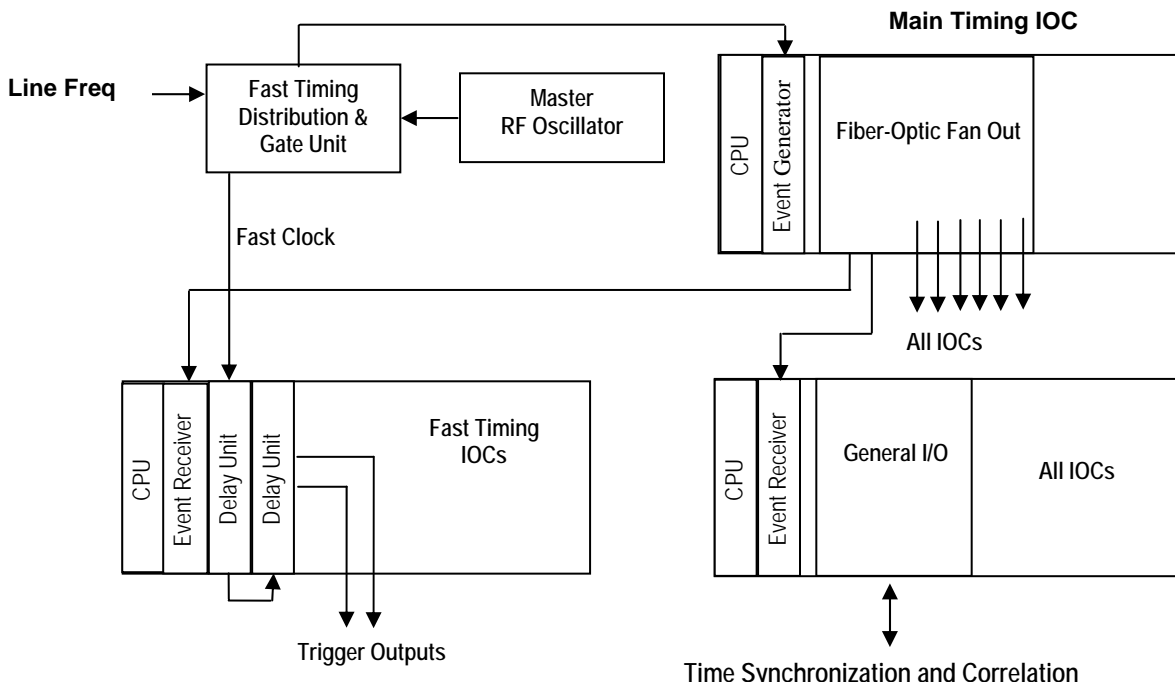 Main Timing IOC
Line Freq
Fast Timing
Distribution &
Gate Unit
Master
RF Oscillator
CPU
Event Generator
Fiber-Optic Fan Out
Fast Clock
All IOCs
CPU
Event Receiver
Delay Unit
Delay Unit
Fast Timing
IOCs
CPU
Event Receiver
General I/O
All IOCs
Trigger Outputs
Time Synchronization and Correlation